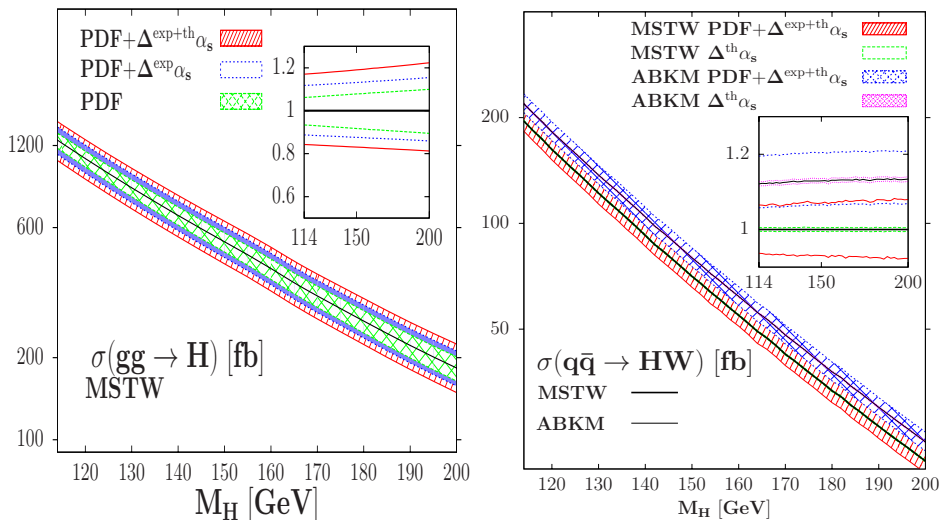 PDF+Δ^{exp+th}α_s
PDF+Δ^{exp}α_s
PDF
1.2
1
0.8
0.6
114
150
200
1200
600
200
100
σ(gg → H) [fb]
MSTW
120
130
140
150
160
170
180
190
200
M_H [GeV]
MSTW PDF+Δ^{exp+th}α_s
MSTW Δ^{th}α_s
ABKM PDF+Δ^{exp+th}α_s
ABKM Δ^{th}α_s
1.2
1
114
150
200
200
100
50
σ(qq̄ → HW) [fb]
MSTW
ABKM
120
130
140
150
160
170
180
190
200
M_H [GeV]